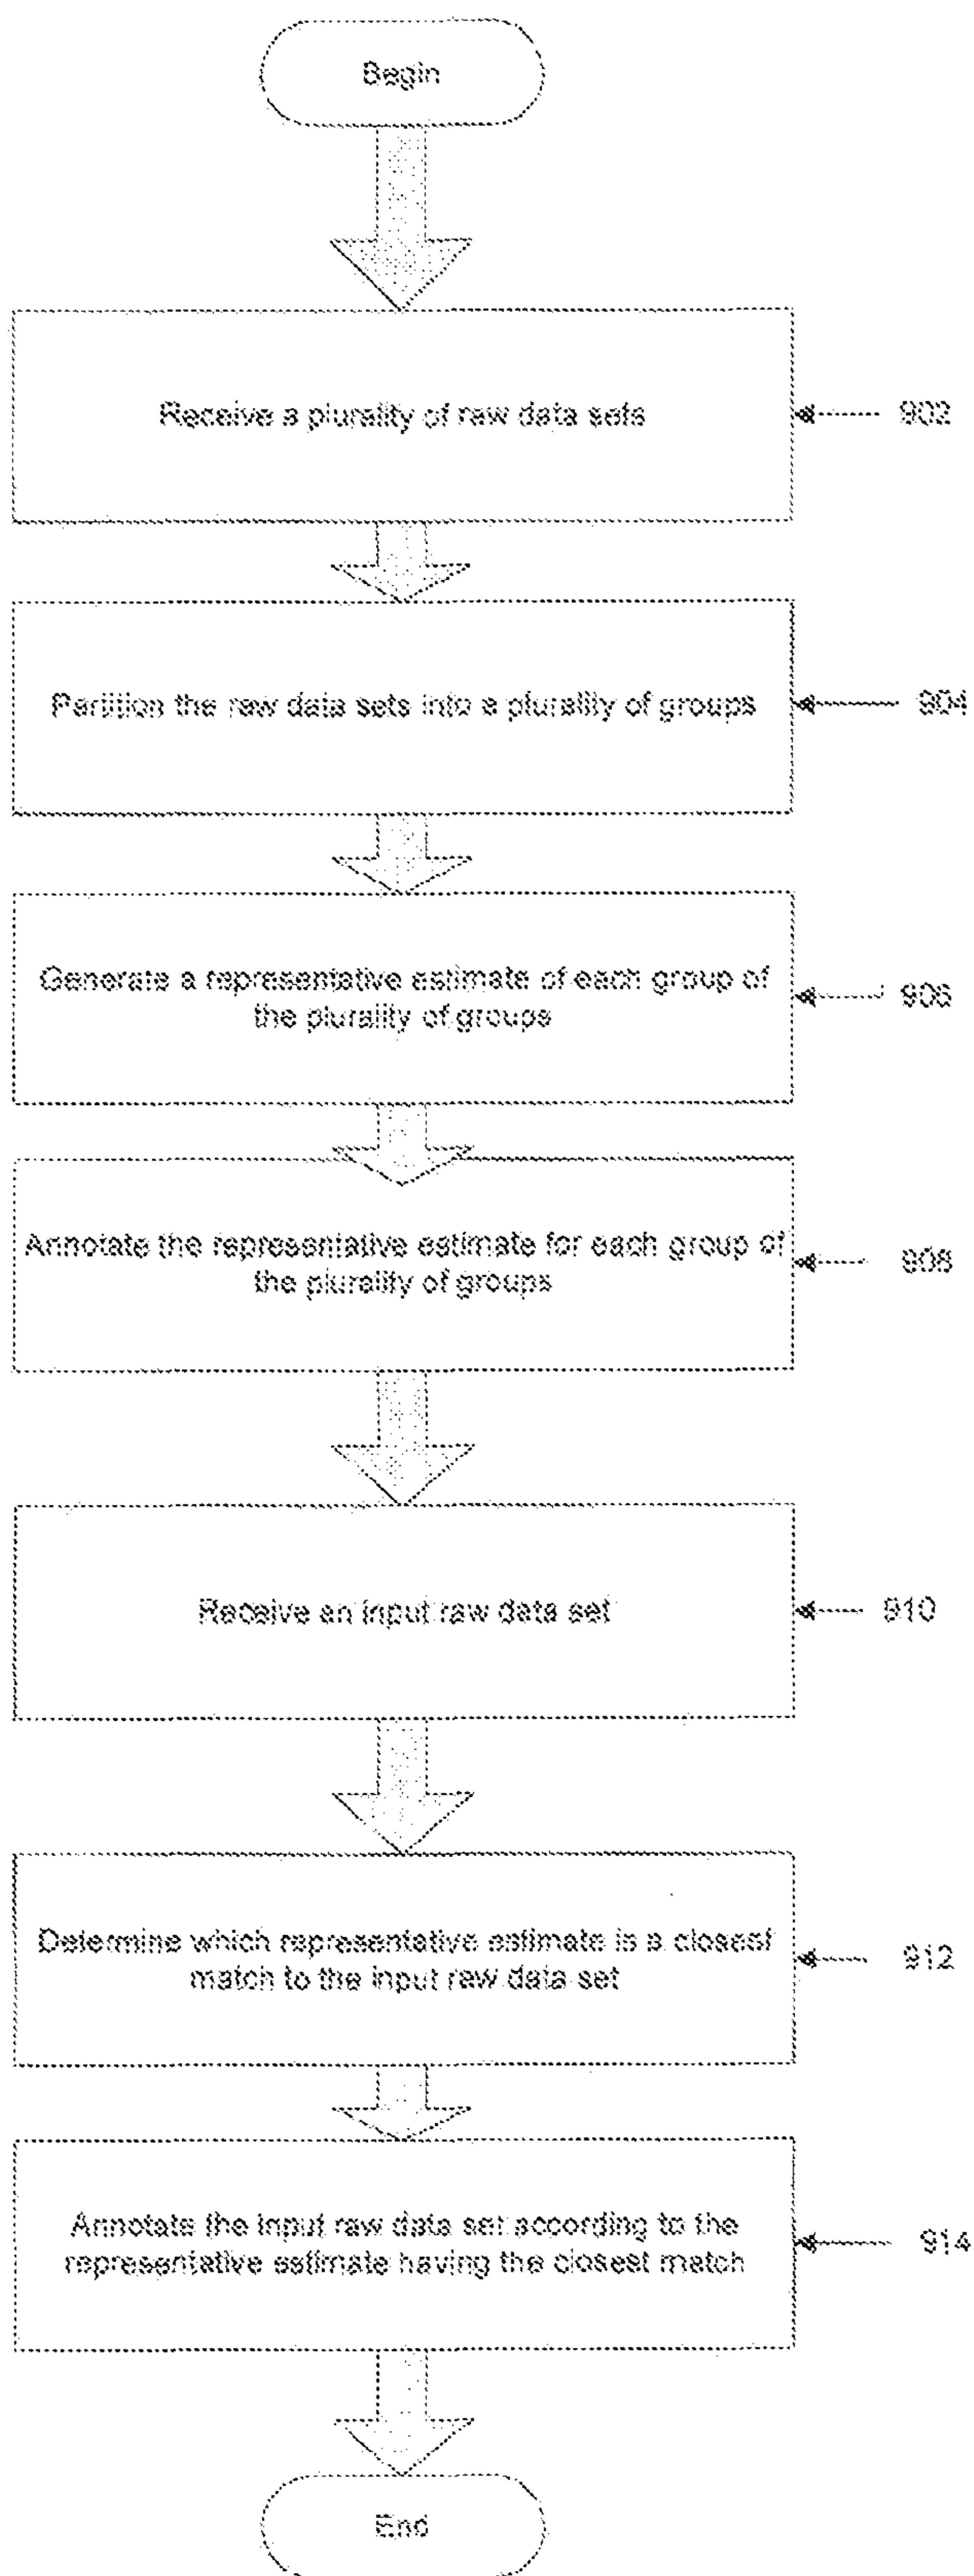 Begin
Receive a plurality of raw data sets
902
Partition the raw data sets into a plurality of groups
904
Generate a representative estimate of each group of
the plurality of groups
906
Annotate the representative estimate for each group of
the plurality of groups
908
Receive an input raw data set
910
Determine which representative estimate is a closest
match to the input raw data set
912
Annotate the input raw data set according to the
representative estimate having the closest match
914
End